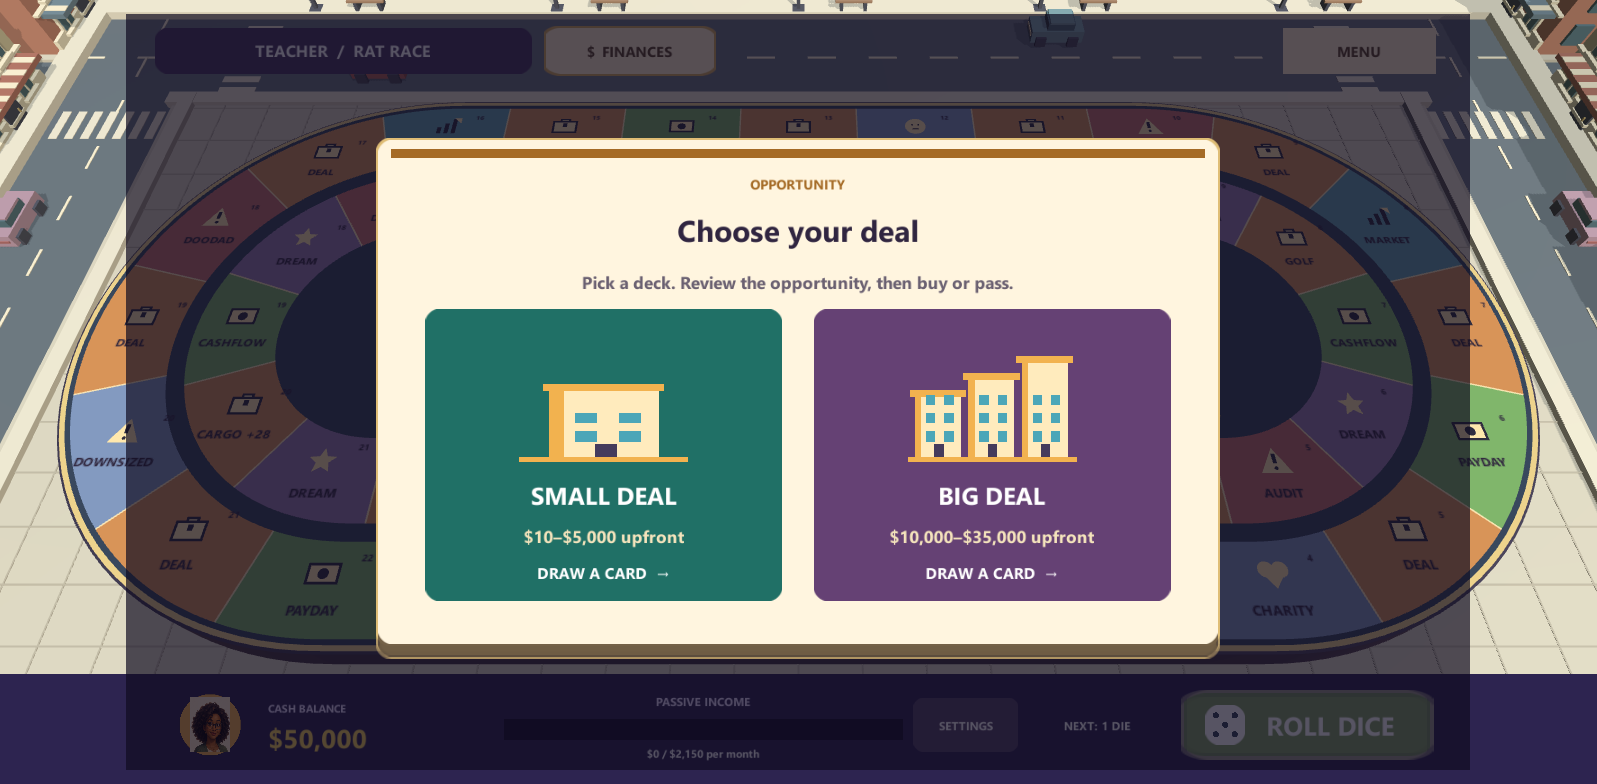 TEACHER / RAT RACE
$ FINANCES
MENU
DEAL
DEAL
DOODAD
DREAM
GOLF
MARKET
DEAL
CASHFLOW
CASHFLOW
DEAL
CARGO +28
DREAM
DOWNSIZED
PAYDAY
DREAM
AUDIT
DEAL
DEAL
PAYDAY
CHARITY
OPPORTUNITY
Choose your deal
Pick a deck. Review the opportunity, then buy or pass.
SMALL DEAL
$10–$5,000 upfront
DRAW A CARD →
BIG DEAL
$10,000–$35,000 upfront
DRAW A CARD →
CASH BALANCE
$50,000
PASSIVE INCOME
$0 / $2,150 per month
SETTINGS
NEXT: 1 DIE
ROLL DICE